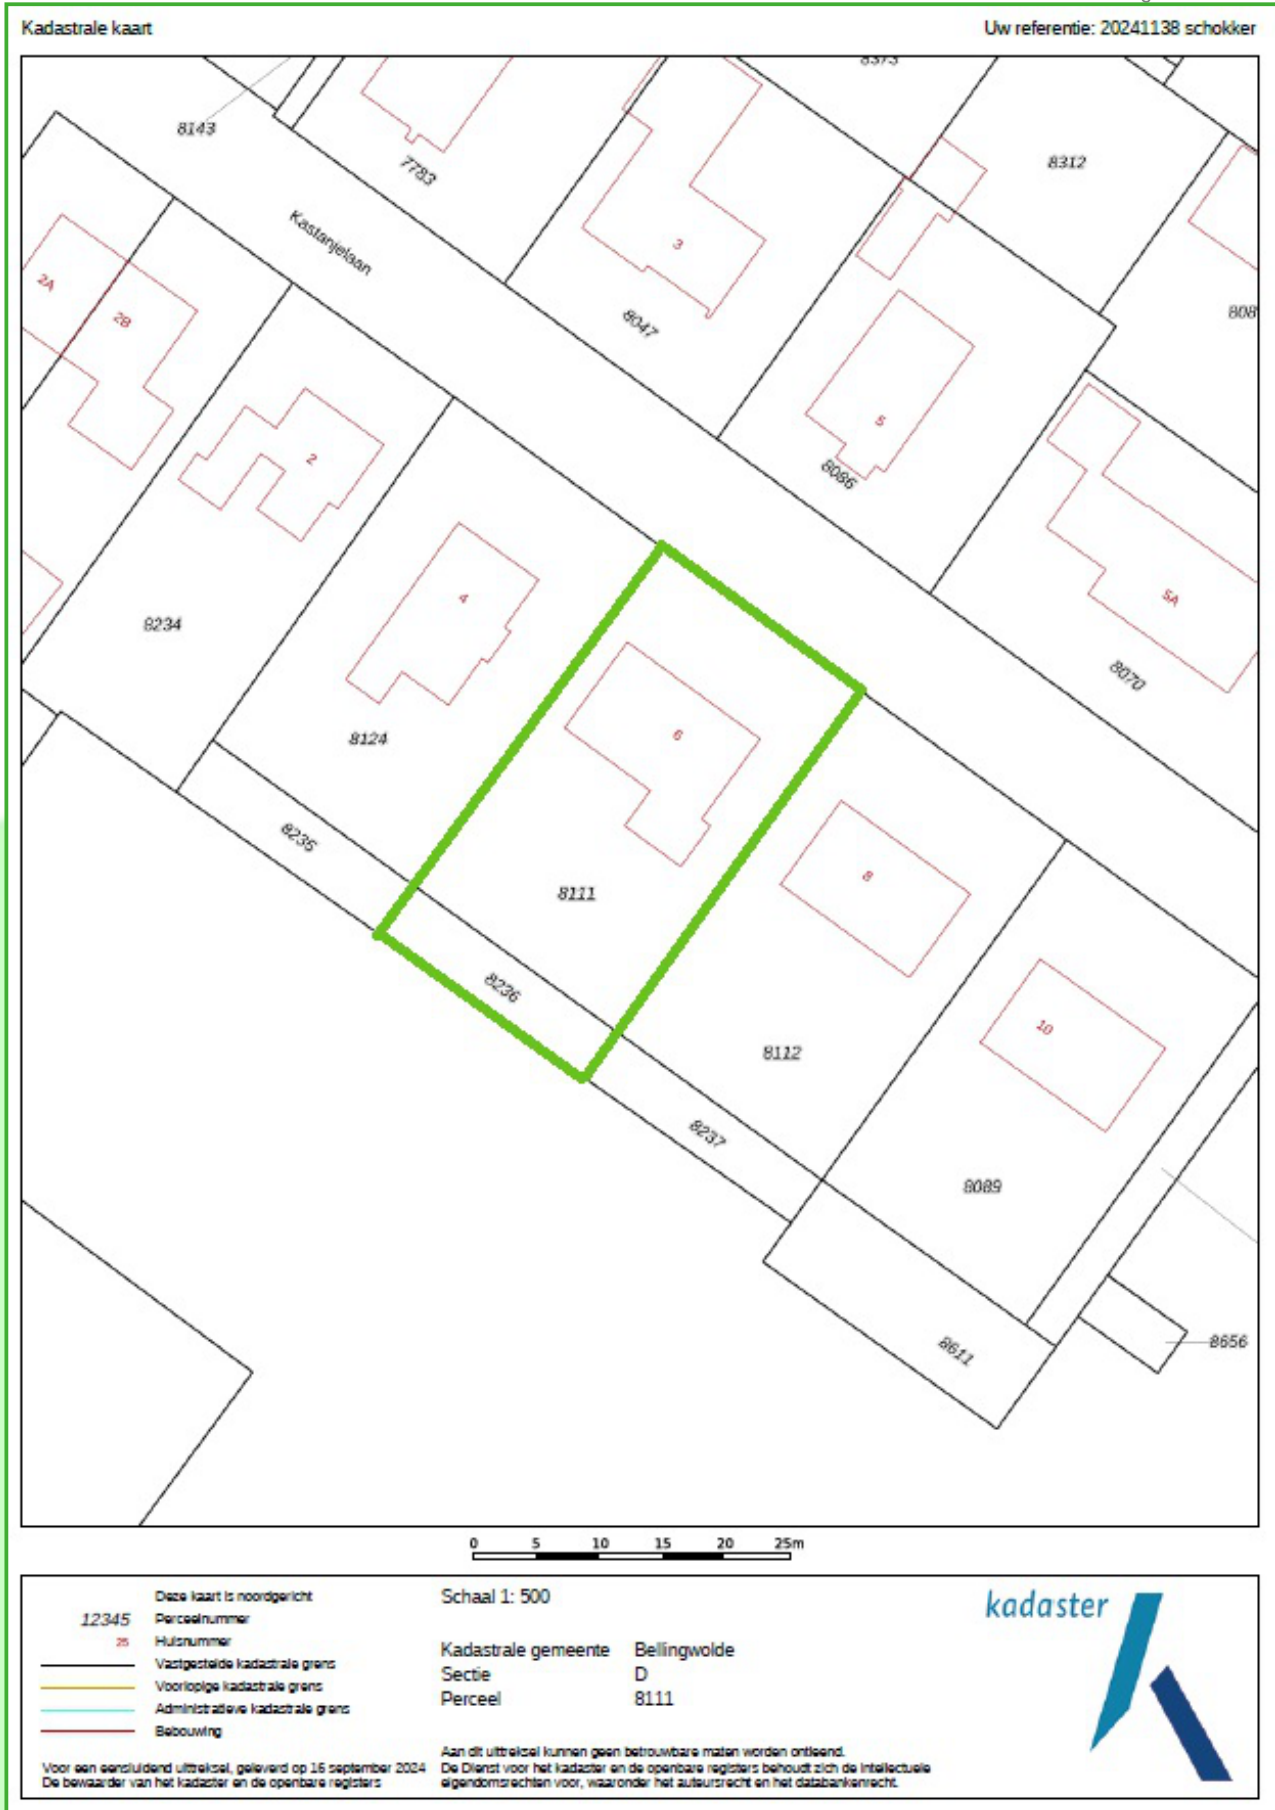 Kadastrale kaart
Uw referentie: 20241138 schokker
8373
8143
7783
8312
Kastanjelaan
3
2A
2B
8047
808
5
2
8086
4
5A
8234
8070
8124
6
8235
8111
8
8236
10
8112
8237
8089
8611
8656
0 5 10 15 20 25m
Deze kaart is noordgericht
12345 Perceelnummer
25 Huisnummer
Vastgestelde kadastrale grens
Voorlopige kadastrale grens
Administratieve kadastrale grens
Bebouwing
Voor een eensluidend uittreksel, geleverd op 16 september 2024
De bewaarder van het kadaster en de openbare registers
Schaal 1: 500
Kadastrale gemeente Bellingwolde
Sectie D
Perceel 8111
Aan dit uittreksel kunnen geen betrouwbare maten worden ontleend.
De Dienst voor het kadaster en de openbare registers behoudt zich de intellectuele
eigendomsrechten voor, waaronder het auteursrecht en het databankenrecht.
kadaster